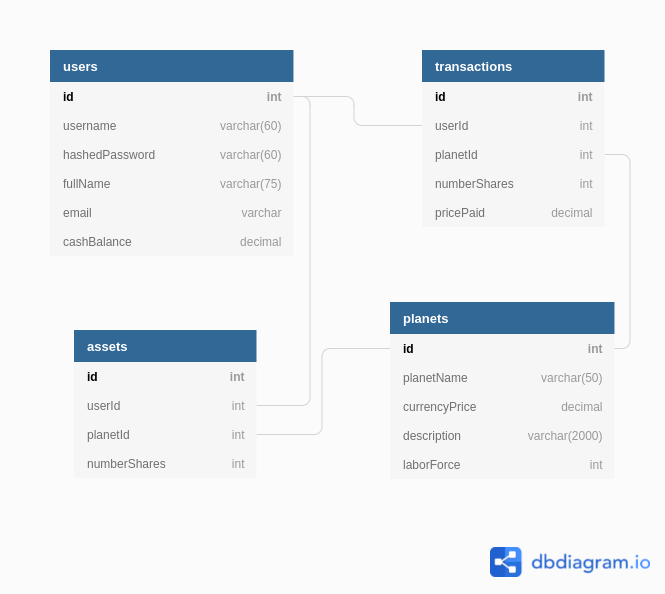 users
id int
username varchar(60)
hashedPassword varchar(60)
fullName varchar(75)
email varchar
cashBalance decimal
transactions
id int
userId int
planetId int
numberShares int
pricePaid decimal
assets
id int
userId int
planetId int
numberShares int
planets
id int
planetName varchar(50)
currencyPrice decimal
description varchar(2000)
laborForce int
dbdiagram.io